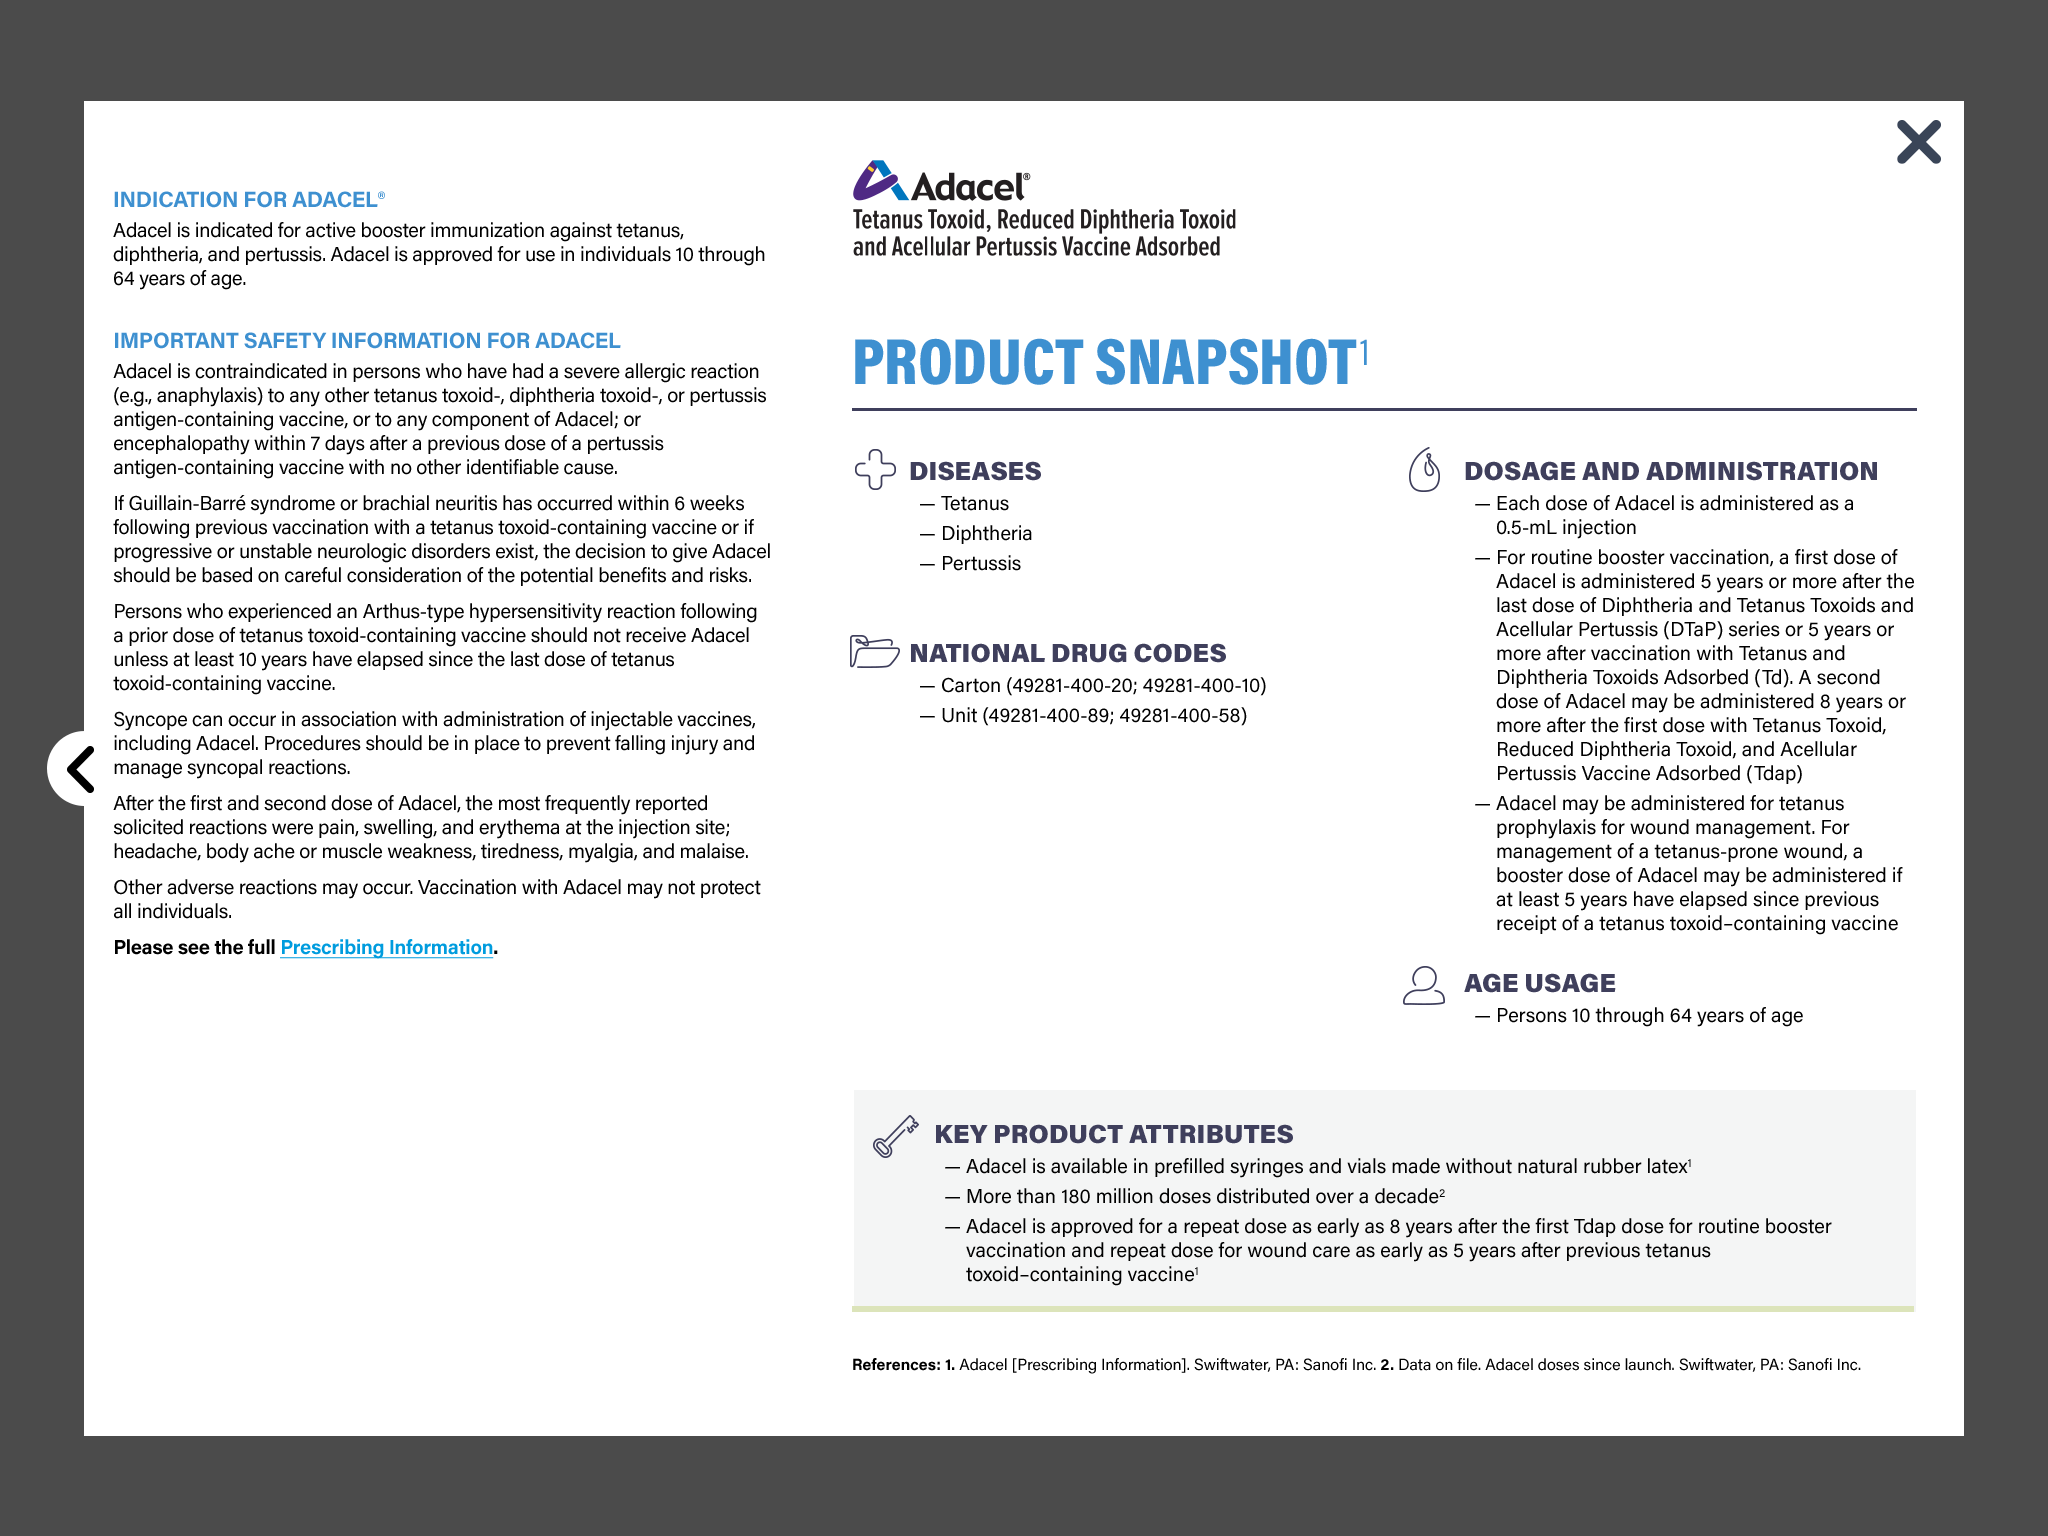 INDICATION FOR ADACEL®
Adacel is indicated for active booster immunization against tetanus,
diphtheria, and pertussis. Adacel is approved for use in individuals 10 through
64 years of age.
IMPORTANT SAFETY INFORMATION FOR ADACEL
Adacel is contraindicated in persons who have had a severe allergic reaction
(e.g., anaphylaxis) to any other tetanus toxoid-, diphtheria toxoid-, or pertussis
antigen-containing vaccine, or to any component of Adacel; or
encephalopathy within 7 days after a previous dose of a pertussis
antigen-containing vaccine with no other identifiable cause.
If Guillain-Barré syndrome or brachial neuritis has occurred within 6 weeks
following previous vaccination with a tetanus toxoid-containing vaccine or if
progressive or unstable neurologic disorders exist, the decision to give Adacel
should be based on careful consideration of the potential benefits and risks.
Persons who experienced an Arthus-type hypersensitivity reaction following
a prior dose of tetanus toxoid-containing vaccine should not receive Adacel
unless at least 10 years have elapsed since the last dose of tetanus
toxoid-containing vaccine.
Syncope can occur in association with administration of injectable vaccines,
including Adacel. Procedures should be in place to prevent falling injury and
manage syncopal reactions.
After the first and second dose of Adacel, the most frequently reported
solicited reactions were pain, swelling, and erythema at the injection site;
headache, body ache or muscle weakness, tiredness, myalgia, and malaise.
Other adverse reactions may occur. Vaccination with Adacel may not protect
all individuals.
Please see the full Prescribing Information.
Adacel®
Tetanus Toxoid, Reduced Diphtheria Toxoid
and Acellular Pertussis Vaccine Adsorbed
PRODUCT SNAPSHOT¹
DISEASES
— Tetanus
— Diphtheria
— Pertussis
NATIONAL DRUG CODES
— Carton (49281-400-20; 49281-400-10)
— Unit (49281-400-89; 49281-400-58)
DOSAGE AND ADMINISTRATION
— Each dose of Adacel is administered as a
0.5-mL injection
— For routine booster vaccination, a first dose of
Adacel is administered 5 years or more after the
last dose of Diphtheria and Tetanus Toxoids and
Acellular Pertussis (DTaP) series or 5 years or
more after vaccination with Tetanus and
Diphtheria Toxoids Adsorbed (Td). A second
dose of Adacel may be administered 8 years or
more after the first dose with Tetanus Toxoid,
Reduced Diphtheria Toxoid, and Acellular
Pertussis Vaccine Adsorbed (Tdap)
— Adacel may be administered for tetanus
prophylaxis for wound management. For
management of a tetanus-prone wound, a
booster dose of Adacel may be administered if
at least 5 years have elapsed since previous
receipt of a tetanus toxoid–containing vaccine
AGE USAGE
— Persons 10 through 64 years of age
KEY PRODUCT ATTRIBUTES
— Adacel is available in prefilled syringes and vials made without natural rubber latex¹
— More than 180 million doses distributed over a decade²
— Adacel is approved for a repeat dose as early as 8 years after the first Tdap dose for routine booster
vaccination and repeat dose for wound care as early as 5 years after previous tetanus
toxoid–containing vaccine¹
References: 1. Adacel [Prescribing Information]. Swiftwater, PA: Sanofi Inc. 2. Data on file. Adacel doses since launch. Swiftwater, PA: Sanofi Inc.